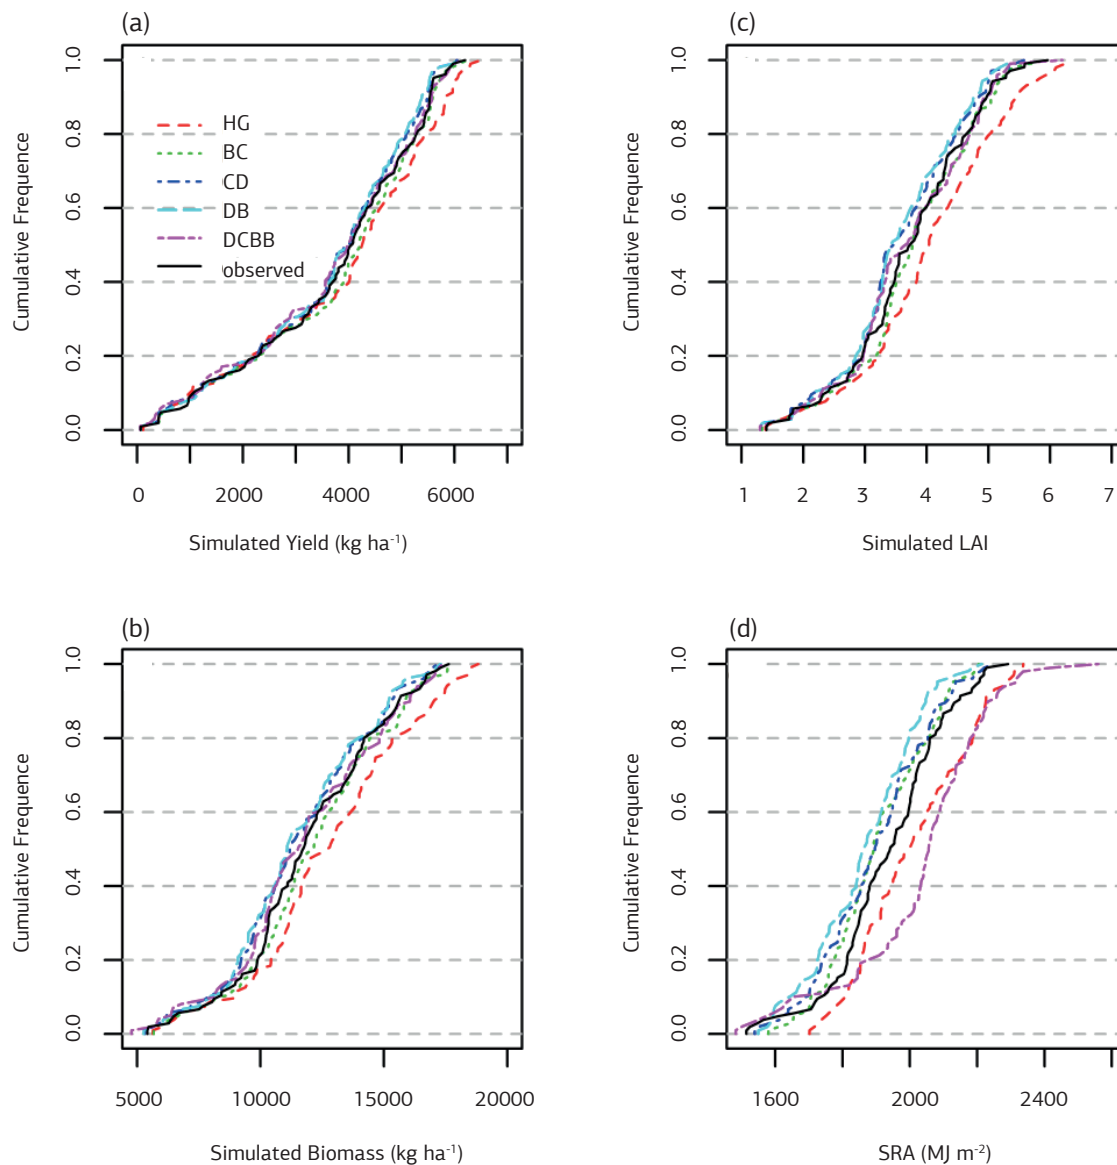 (a)
Cumulative Frequence
1.0
0.8
0.6
0.4
0.2
0.0
HG
BC
CD
DB
DCBB
observed
0 2000 4000 6000
Simulated Yield (kg ha-1)
(c)
Cumulative Frequence
1.0
0.8
0.6
0.4
0.2
0.0
1 2 3 4 5 6 7
Simulated LAI
(b)
Cumulative Frequence
1.0
0.8
0.6
0.4
0.2
0.0
5000 10000 15000 20000
Simulated Biomass (kg ha-1)
(d)
Cumulative Frequence
1.0
0.8
0.6
0.4
0.2
0.0
1600 2000 2400
SRA (MJ m-2)